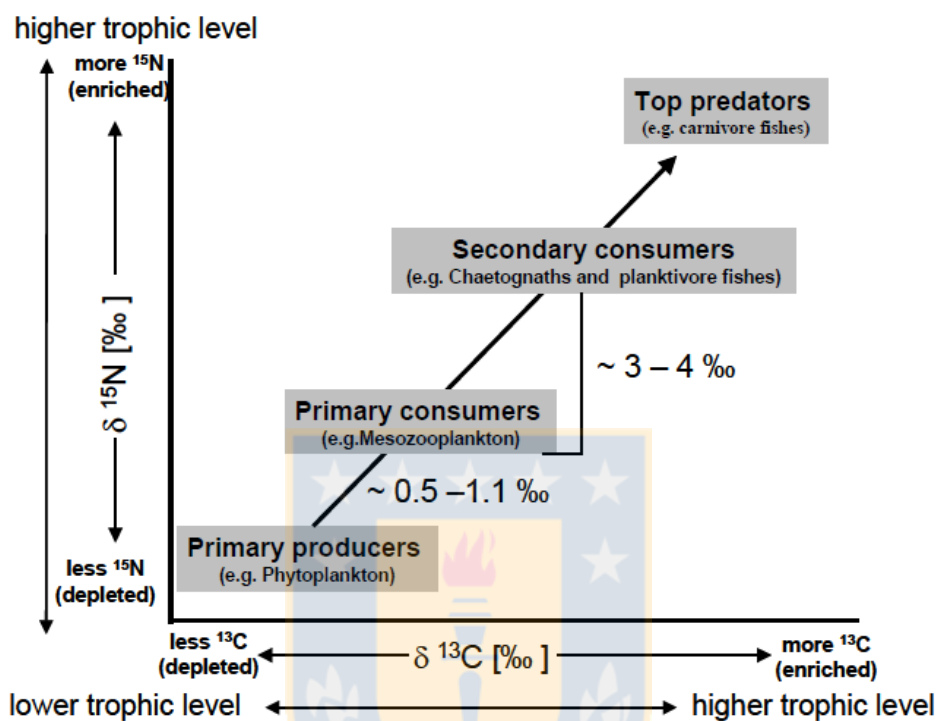 higher trophic level
more ¹⁵N
(enriched)
Top predators
(e.g. carnivore fishes)
Secondary consumers
(e.g. Chaetognaths and planktivore fishes)
δ ¹⁵N [‰ ]
~ 3 – 4 ‰
Primary consumers
(e.g.Mesozooplankton)
~ 0.5 –1.1 ‰
Primary producers
(e.g. Phytoplankton)
less ¹⁵N
(depleted)
less ¹³C
(depleted)
δ ¹³C [‰ ]
more ¹³C
(enriched)
lower trophic level
higher trophic level